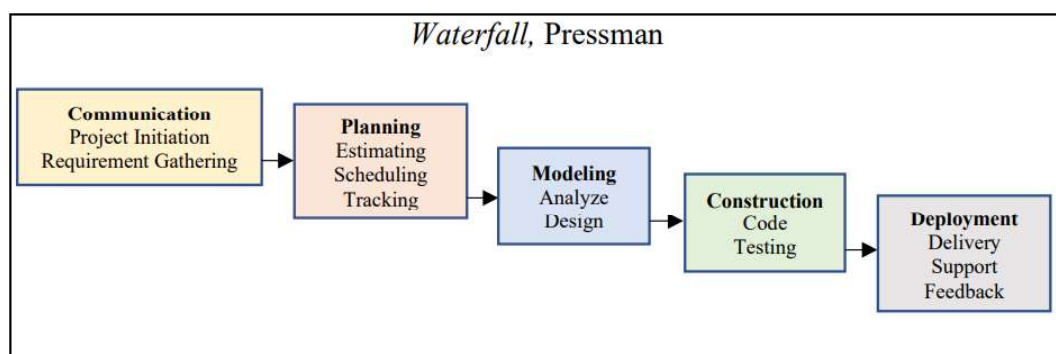 Waterfall, Pressman
Communication
Project Initiation
Requirement Gathering
Planning
Estimating
Scheduling
Tracking
Modeling
Analyze
Design
Construction
Code
Testing
Deployment
Delivery
Support
Feedback